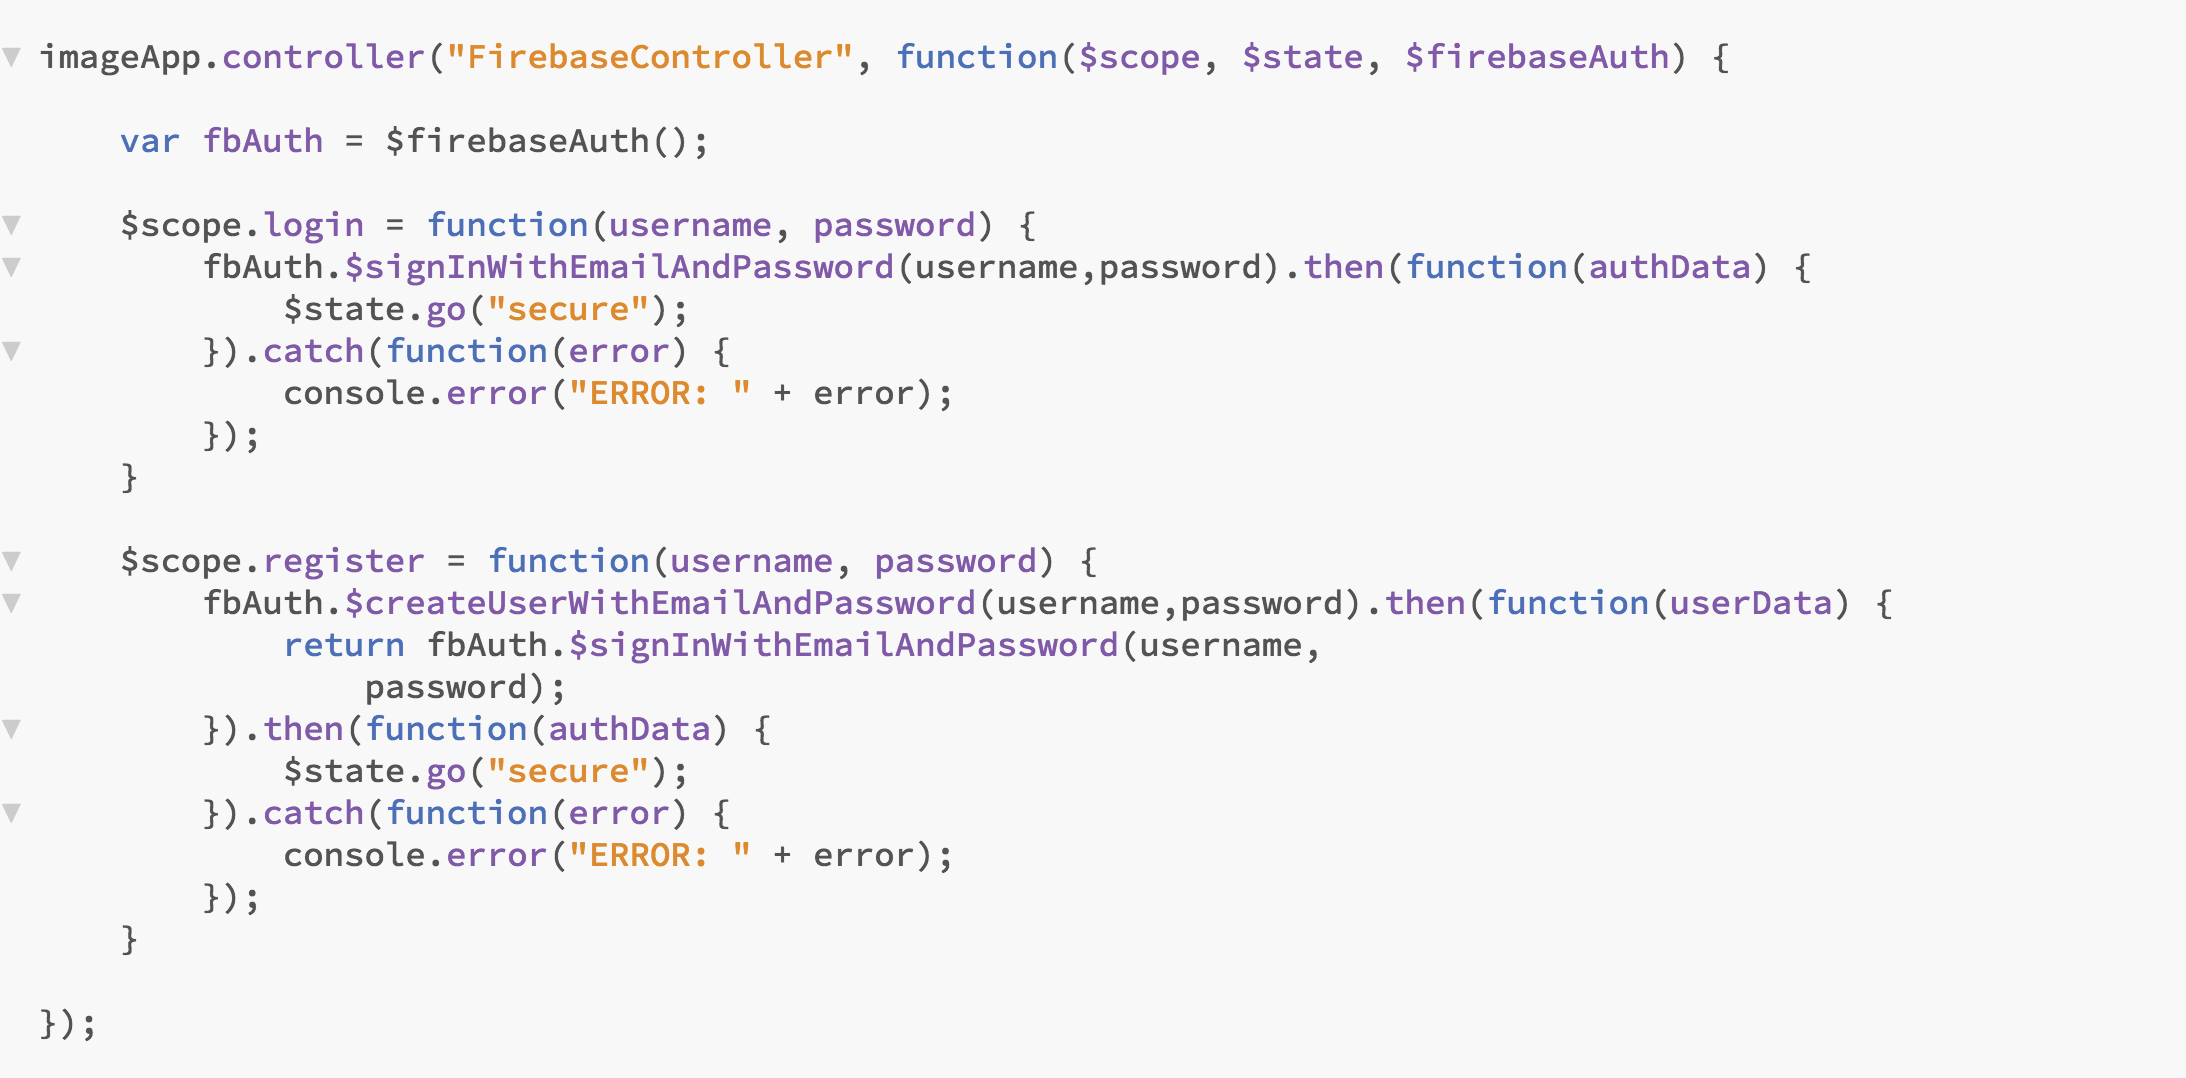 imageApp.controller("FirebaseController", function($scope, $state, $firebaseAuth) {
var fbAuth = $firebaseAuth();
$scope.login = function(username, password) {
fbAuth.$signInWithEmailAndPassword(username,password).then(function(authData) {
$state.go("secure");
}).catch(function(error) {
console.error("ERROR: " + error);
});
}
$scope.register = function(username, password) {
fbAuth.$createUserWithEmailAndPassword(username,password).then(function(userData) {
return fbAuth.$signInWithEmailAndPassword(username,
password);
}).then(function(authData) {
$state.go("secure");
}).catch(function(error) {
console.error("ERROR: " + error);
});
}
});